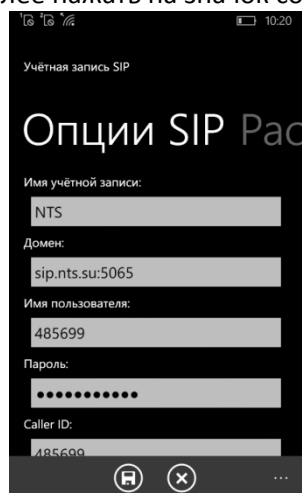 лее нажать на значок со
10:20
Учётная запись SIP
Опции SIP Рас
Имя учётной записи:
NTS
Домен:
sip.nts.su:5065
Имя пользователя:
485699
Пароль:
●●●●●●●●●●●
Caller ID:
485699
...